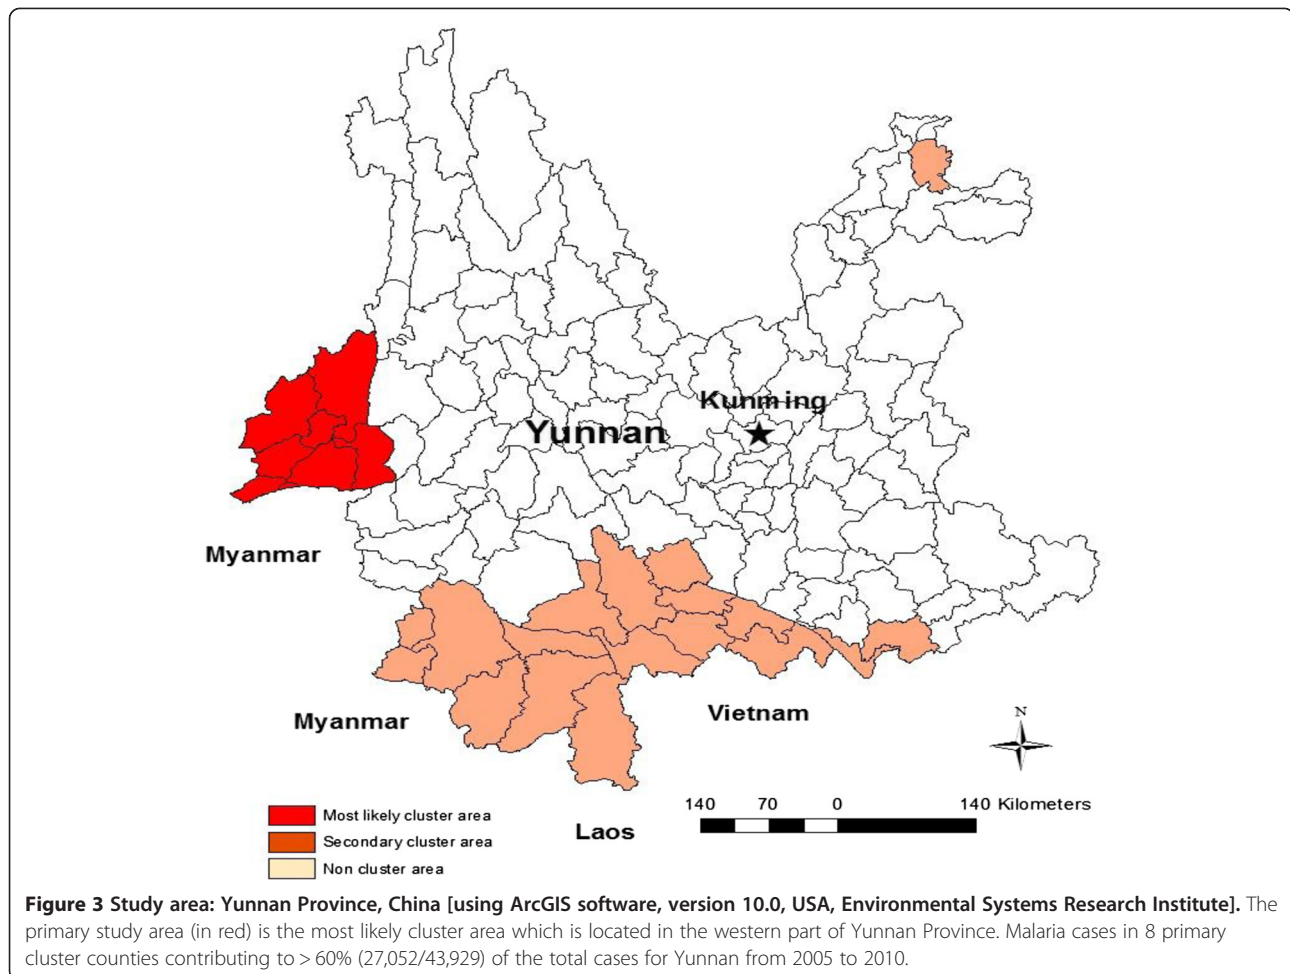 Kunming
Yunnan
Myanmar
Myanmar
Vietnam
N
140 70 0 140 Kilometers
Most likely cluster area
Secondary cluster area
Non cluster area
Laos
Figure 3 Study area: Yunnan Province, China [using ArcGIS software, version 10.0, USA, Environmental Systems Research Institute]. The
primary study area (in red) is the most likely cluster area which is located in the western part of Yunnan Province. Malaria cases in 8 primary
cluster counties contributing to > 60% (27,052/43,929) of the total cases for Yunnan from 2005 to 2010.